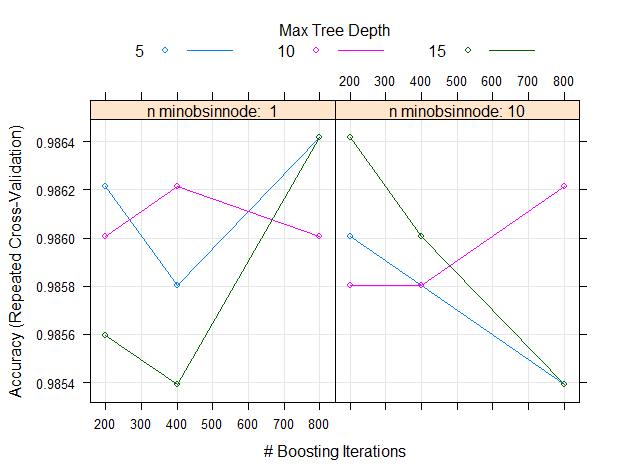 Max Tree Depth
5 10 15
200 300 400 500 600 700 800
n minobsinnode: 1 n minobsinnode: 10
0.9864
0.9862
0.9860
0.9858
0.9856
0.9854
Accuracy (Repeated Cross-Validation)
200 300 400 500 600 700 800
# Boosting Iterations